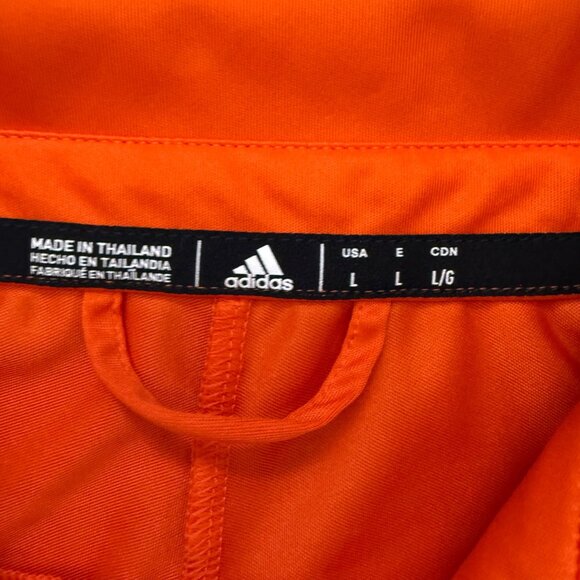 MADE IN THAILAND
HECHO EN TAILANDIA
FABRIQUÉ EN THAÏLANDE
adidas
USA E CDN
L L L/G